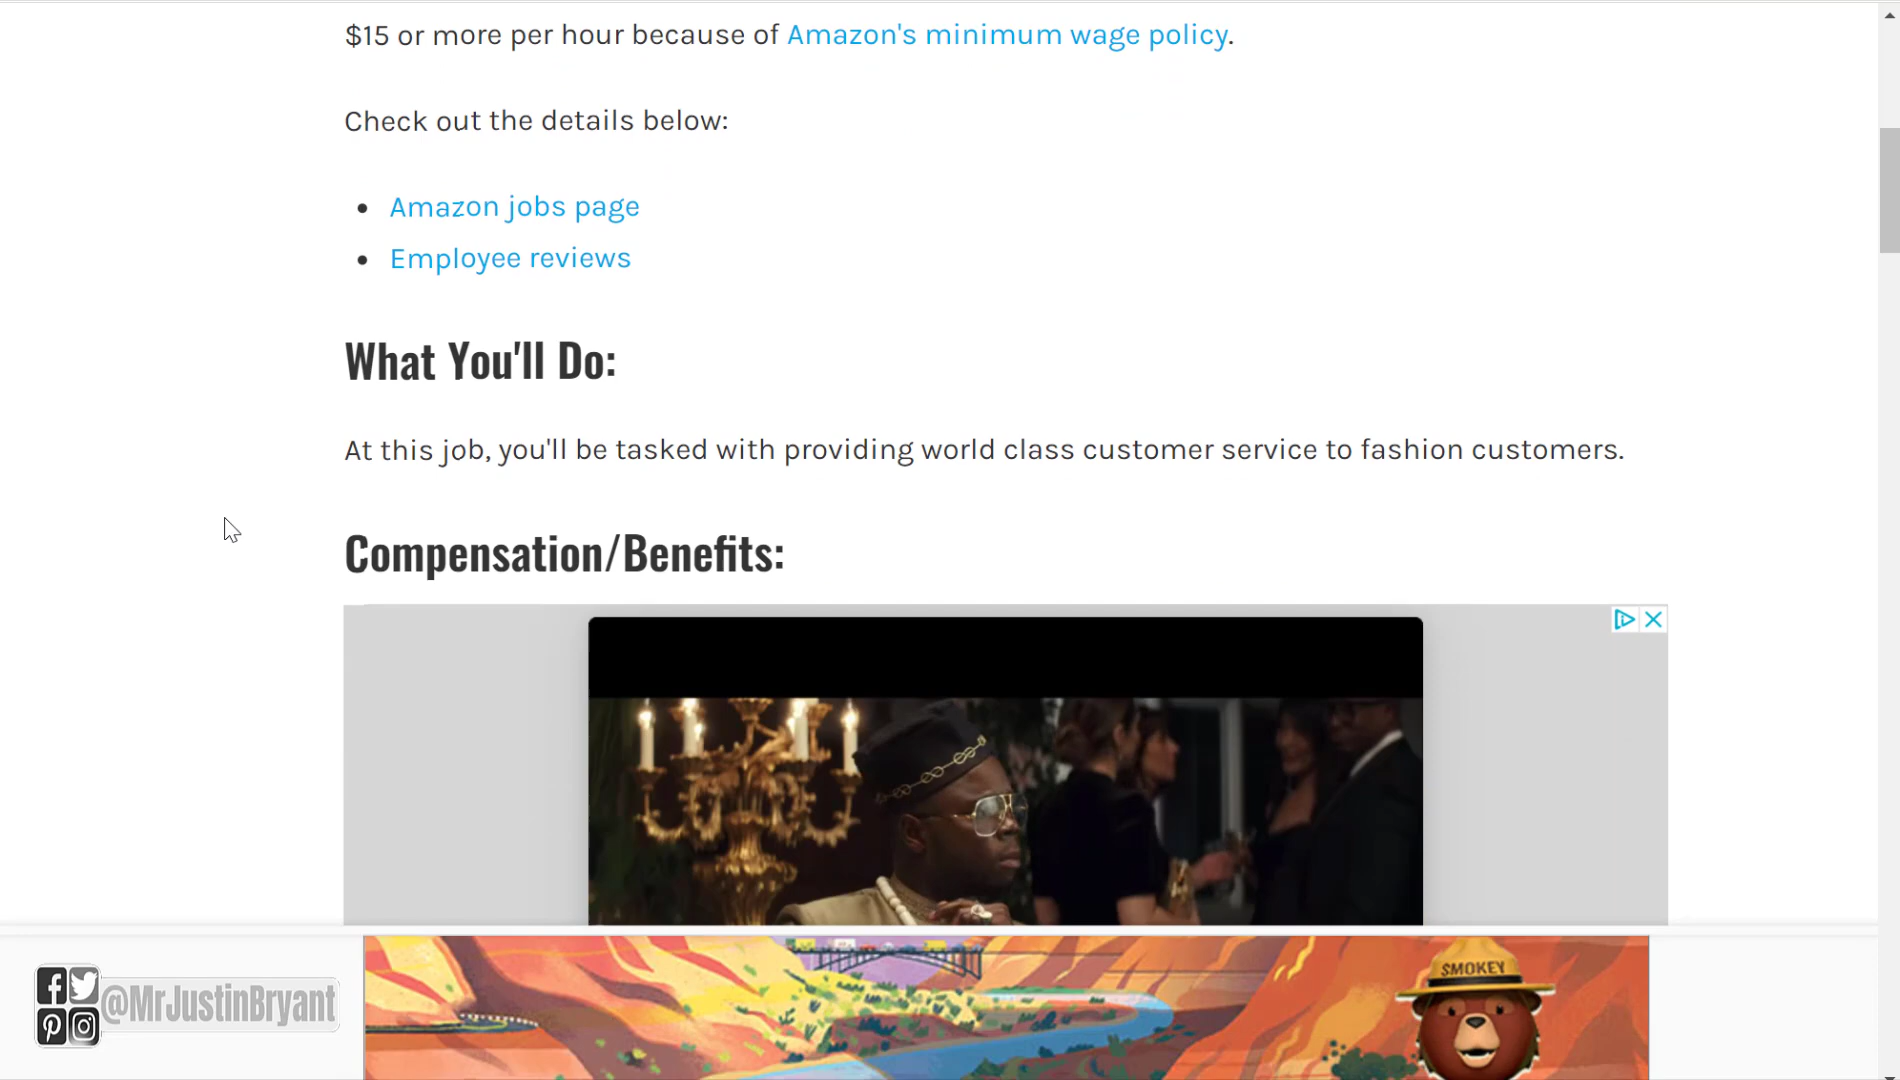 $15 or more per hour because of Amazon's minimum wage policy.
Check out the details below:
Amazon jobs page
Employee reviews
What You'll Do:
At this job, you'll be tasked with providing world class customer service to fashion customers.
Compensation/Benefits:
SMOKEY
@MrJustinBryant